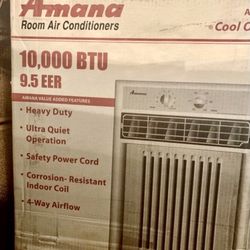 Amana
Room Air Conditioners
Cool O
10,000 BTU
9.5 EER
AMANA VALUE ADDED FEATURES
• Heavy Duty
• Ultra Quiet
Operation
• Safety Power Cord
• Corrosion- Resistant
Indoor Coil
• 4-Way Airflow
Amana